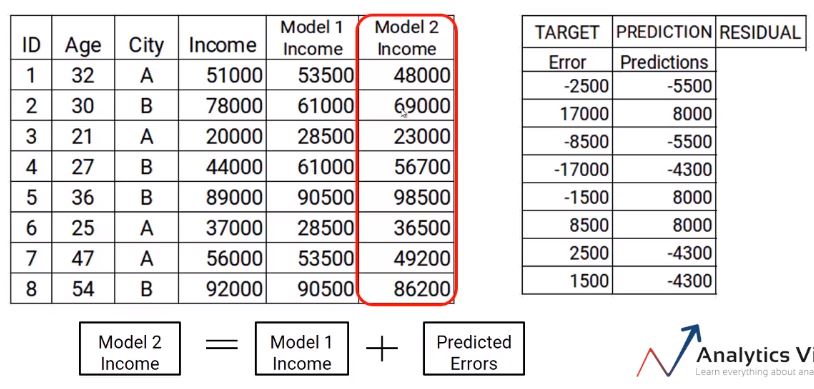 ID Age City Income Model 1 Income Model 2 Income
1 32 A 51000 53500 48000
2 30 B 78000 61000 69000
3 21 A 20000 28500 23000
4 27 B 44000 61000 56700
5 36 B 89000 90500 98500
6 25 A 37000 28500 36500
7 47 A 56000 53500 49200
8 54 B 92000 90500 86200
TARGET PREDICTION RESIDUAL
Error Predictions
-2500 -5500
17000 8000
-8500 -5500
-17000 -4300
-1500 8000
8500 8000
2500 -4300
1500 -4300
Model 2 Income = Model 1 Income + Predicted Errors
Analytics Vi
Learn everything about ana